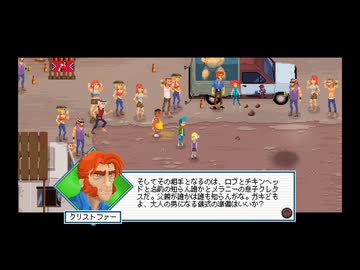 そしてその相手となるのは、ロブとチキンヘッ
ドと名前の知らん誰かとメラニーの息子クレタ
スだ。父親が誰かは誰も知らんがな。ガキども
よ、大人の男になる儀式の準備はいいか？
クリストファー